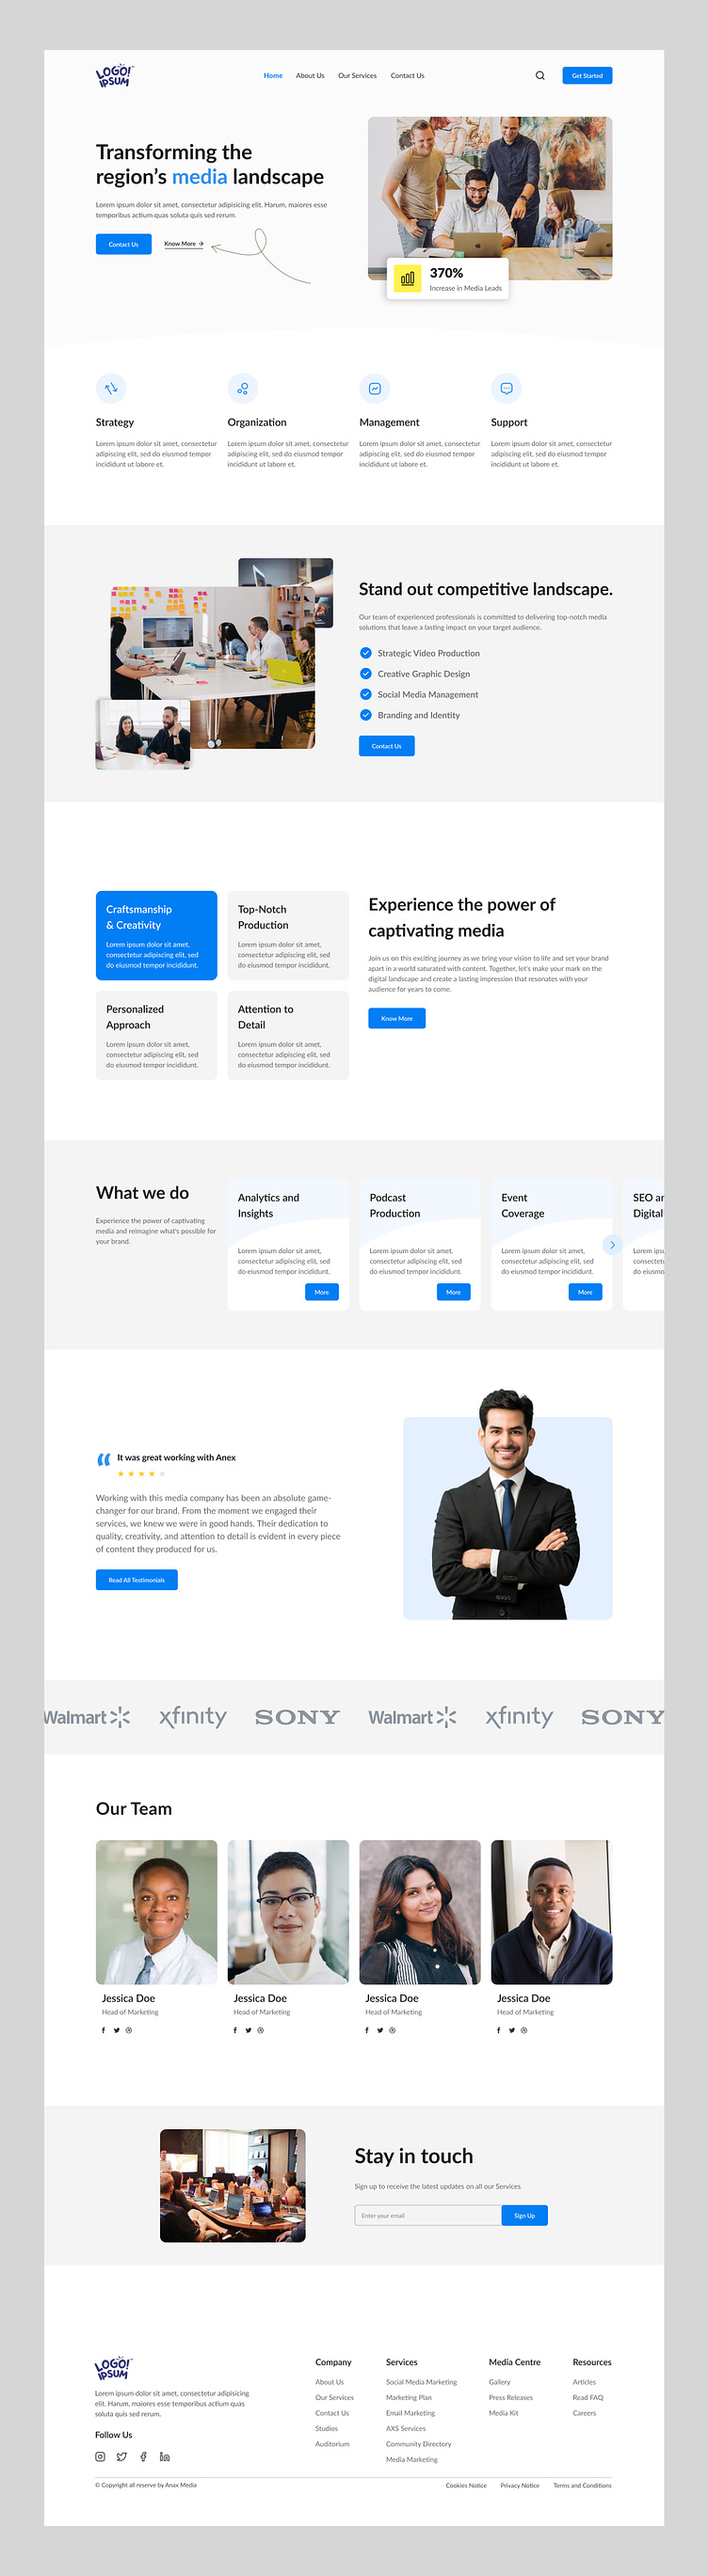 LOGO!
IPSUM
Home
About Us
Our Services
Contact Us
Get Started
Transforming the
region's media landscape
Lorem ipsum dolor sit amet, consectetur adipisicing elit. Harum, maiores esse
temporibus actium quas soluta quis sed rerum.
Contact Us
Know More →
370%
Increase in Media Leads
Strategy
Lorem ipsum dolor sit amet, consectetur
adipiscing elit, sed do eiusmod tempor
incididunt ut labore et.
Organization
Lorem ipsum dolor sit amet, consectetur
adipiscing elit, sed do eiusmod tempor
incididunt ut labore et.
Management
Lorem ipsum dolor sit amet, consectetur
adipiscing elit, sed do eiusmod tempor
incididunt ut labore et.
Support
Lorem ipsum dolor sit amet, consectetur
adipiscing elit, sed do eiusmod tempor
incididunt ut labore et.
Stand out competitive landscape.
Our team of experienced professionals is committed to delivering top-notch media
solutions that leave a lasting impact on your target audience.
Strategic Video Production
Creative Graphic Design
Social Media Management
Branding and Identity
Contact Us
Craftsmanship
& Creativity
Lorem ipsum dolor sit amet,
consectetur adipiscing elit, sed
do eiusmod tempor incididunt.
Top-Notch
Production
Lorem ipsum dolor sit amet,
consectetur adipiscing elit, sed
do eiusmod tempor incididunt.
Personalized
Approach
Lorem ipsum dolor sit amet,
consectetur adipiscing elit, sed
do eiusmod tempor incididunt.
Attention to
Detail
Lorem ipsum dolor sit amet,
consectetur adipiscing elit, sed
do eiusmod tempor incididunt.
Experience the power of
captivating media
Join us on this exciting journey as we bring your vision to life and set your brand
apart in a world saturated with content. Together, let's make your mark on the
digital landscape and create a lasting impression that resonates with your
audience for years to come.
Know More
What we do
Experience the power of captivating
media and reimagine what's possible for
your brand.
Analytics and
Insights
Lorem ipsum dolor sit amet,
consectetur adipiscing elit, sed
do eiusmod tempor incididunt.
More
Podcast
Production
Lorem ipsum dolor sit amet,
consectetur adipiscing elit, sed
do eiusmod tempor incididunt.
More
Event
Coverage
Lorem ipsum dolor sit amet,
consectetur adipiscing elit, sed
do eiusmod tempor incididunt.
More
SEO ar
Digital
Lorem ipsu
consectetu
do eiusmo
“ It was great working with Anex
Working with this media company has been an absolute game-
changer for our brand. From the moment we engaged their
services, we knew we were in good hands. Their dedication to
quality, creativity, and attention to detail is evident in every piece
of content they produced for us.
Read All Testimonials
Walmart
xfinity
SONY
Walmart
xfinity
SONY
Our Team
Jessica Doe
Head of Marketing
Jessica Doe
Head of Marketing
Jessica Doe
Head of Marketing
Jessica Doe
Head of Marketing
Stay in touch
Sign up to receive the latest updates on all our Services
Enter your email
Sign Up
LOGO!
IPSUM
Lorem ipsum dolor sit amet, consectetur adipisicing
elit. Harum, maiores esse temporibus actium quas
soluta quis sed rerum.
Follow Us
Company
About Us
Our Services
Contact Us
Studios
Auditorium
Services
Social Media Marketing
Marketing Plan
Email Marketing
AXS Services
Community Directory
Media Marketing
Media Centre
Gallery
Press Releases
Media Kit
Resources
Articles
Read FAQ
Careers
© Copyright all reserve by Anax Media
Cookies Notice
Privacy Notice
Terms and Conditions